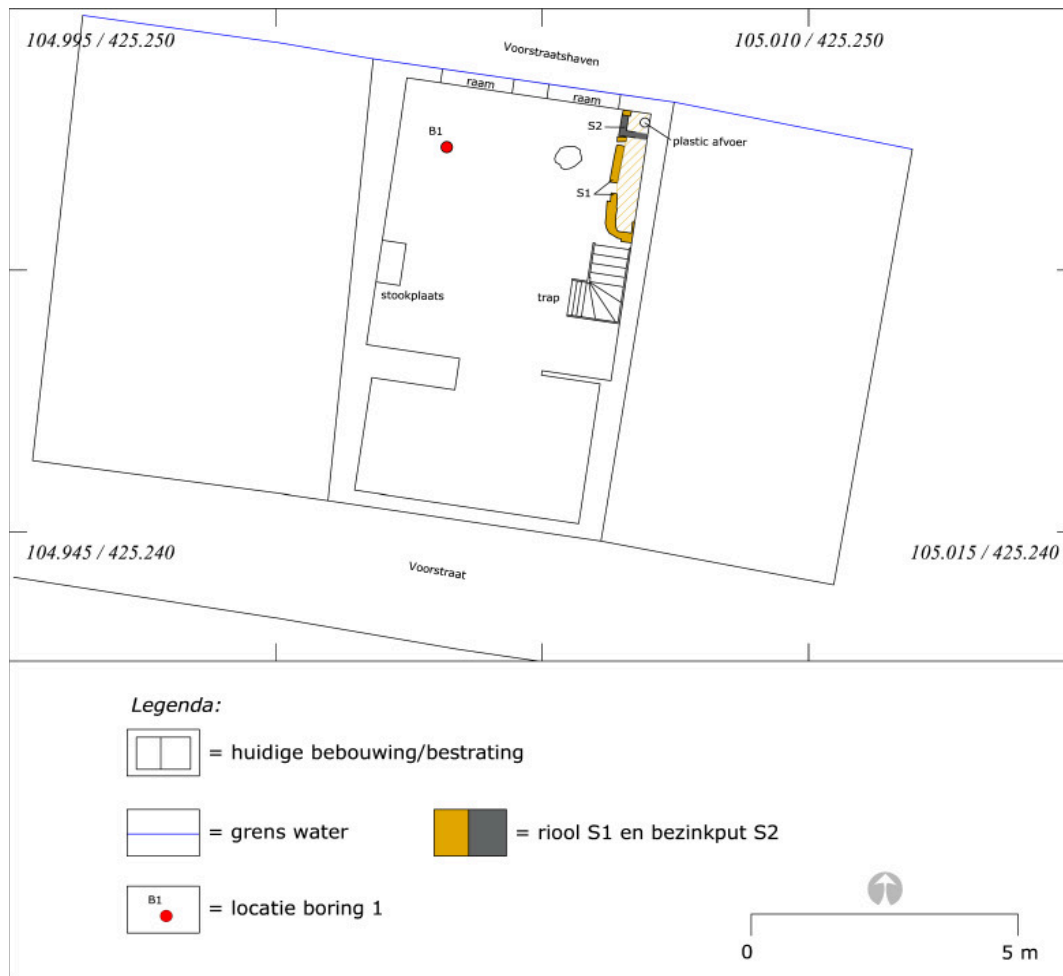 104.995 / 425.250
Voorstraatshaven
105.010 / 425.250
raam
raam
B1
S2
plastic afvoer
S1
stookplaats
trap
104.945 / 425.240
105.015 / 425.240
Voorstraat
Legenda:
= huidige bebouwing/bestrating
= grens water
= riool S1 en bezinkput S2
B1
= locatie boring 1
0
5 m